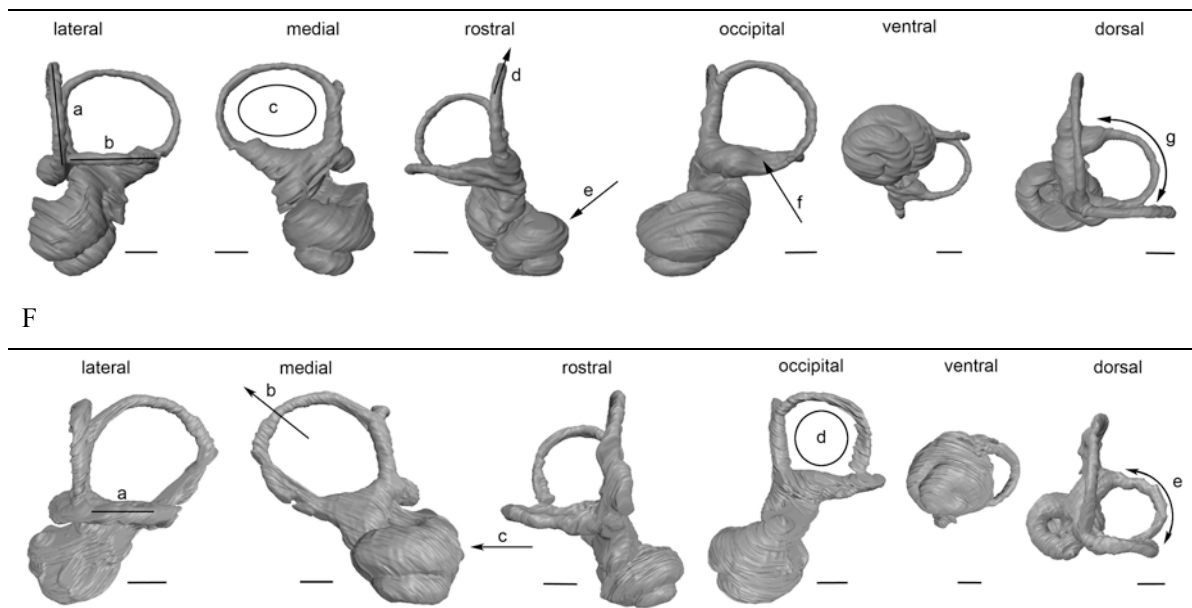 lateral medial rostral occipital ventral dorsal
a b c d e f g
F
lateral medial rostral occipital ventral dorsal
a b c d e